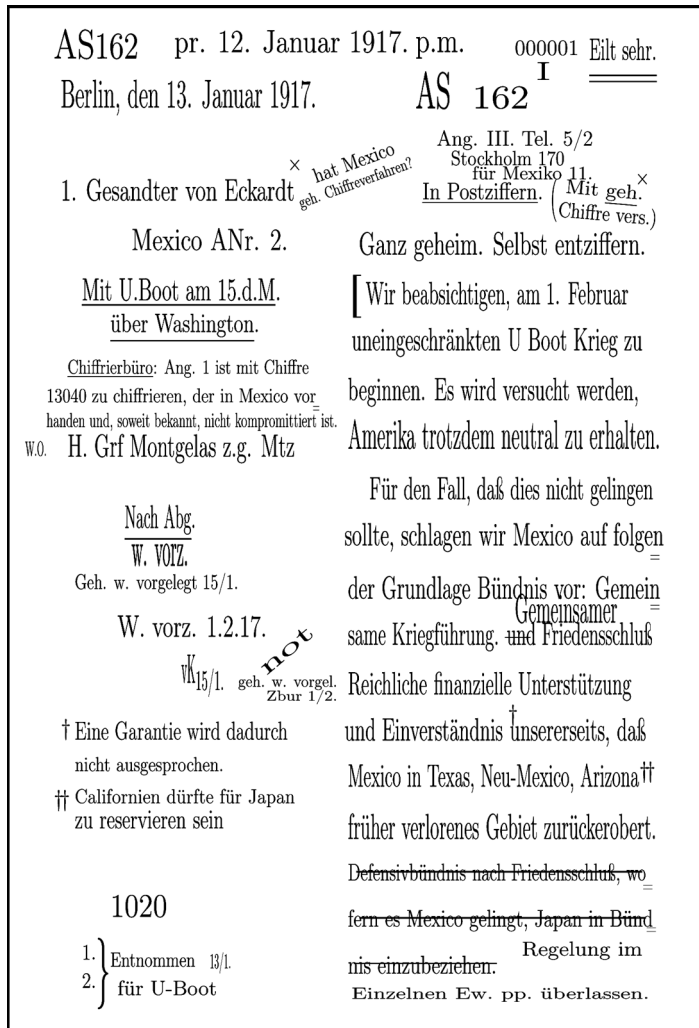 AS162 pr. 12. Januar 1917. p.m. 000001 Eilt sehr.
I
Berlin, den 13. Januar 1917. AS 162
Ang. III. Tel. 5/2
Stockholm 170
für Mexiko 11.
1. Gesandter von Eckardt × hat Mexico
geh. Chiffreverfahren?
In Postziffern. (Mit geh. ×
Chiffre vers.)
Mexico ANr. 2.
Mit U.Boot am 15.d.M.
über Washington.
Chiffrierbüro: Ang. 1 ist mit Chiffre
13040 zu chiffrieren, der in Mexico vor=
handen und, soweit bekannt, nicht kompromittiert ist.
W.O. H. Grf Montgelas z.g. Mtz
Nach Abg.
w. vorz.
Geh. w. vorgelegt 15/1.
W. vorz. 1.2.17.
not
vK15/1. geh. w. vorgel.
Zbur 1/2.
† Eine Garantie wird dadurch
nicht ausgesprochen.
†† Californien dürfte für Japan
zu reservieren sein
1020
1. } Entnommen 13/1.
2. } für U-Boot
Ganz geheim. Selbst entziffern.
[ Wir beabsichtigen, am 1. Februar
uneingeschränkten U Boot Krieg zu
beginnen. Es wird versucht werden,
Amerika trotzdem neutral zu erhalten.
Für den Fall, daß dies nicht gelingen
sollte, schlagen wir Mexico auf folgen=
der Grundlage Bündnis vor: Gemein=
Gemeinsamer
same Kriegführung. und Friedensschluß
Reichliche finanzielle Unterstützung
und Einverständnis †unsererseits, daß
Mexico in Texas, Neu-Mexico, Arizona††
früher verlorenes Gebiet zurückerobert.
Defensivbündnis nach Friedensschluß, wo=
fern es Mexico gelingt, Japan in Bünd=
nis einzubeziehen. Regelung im
Einzelnen Ew. pp. überlassen.